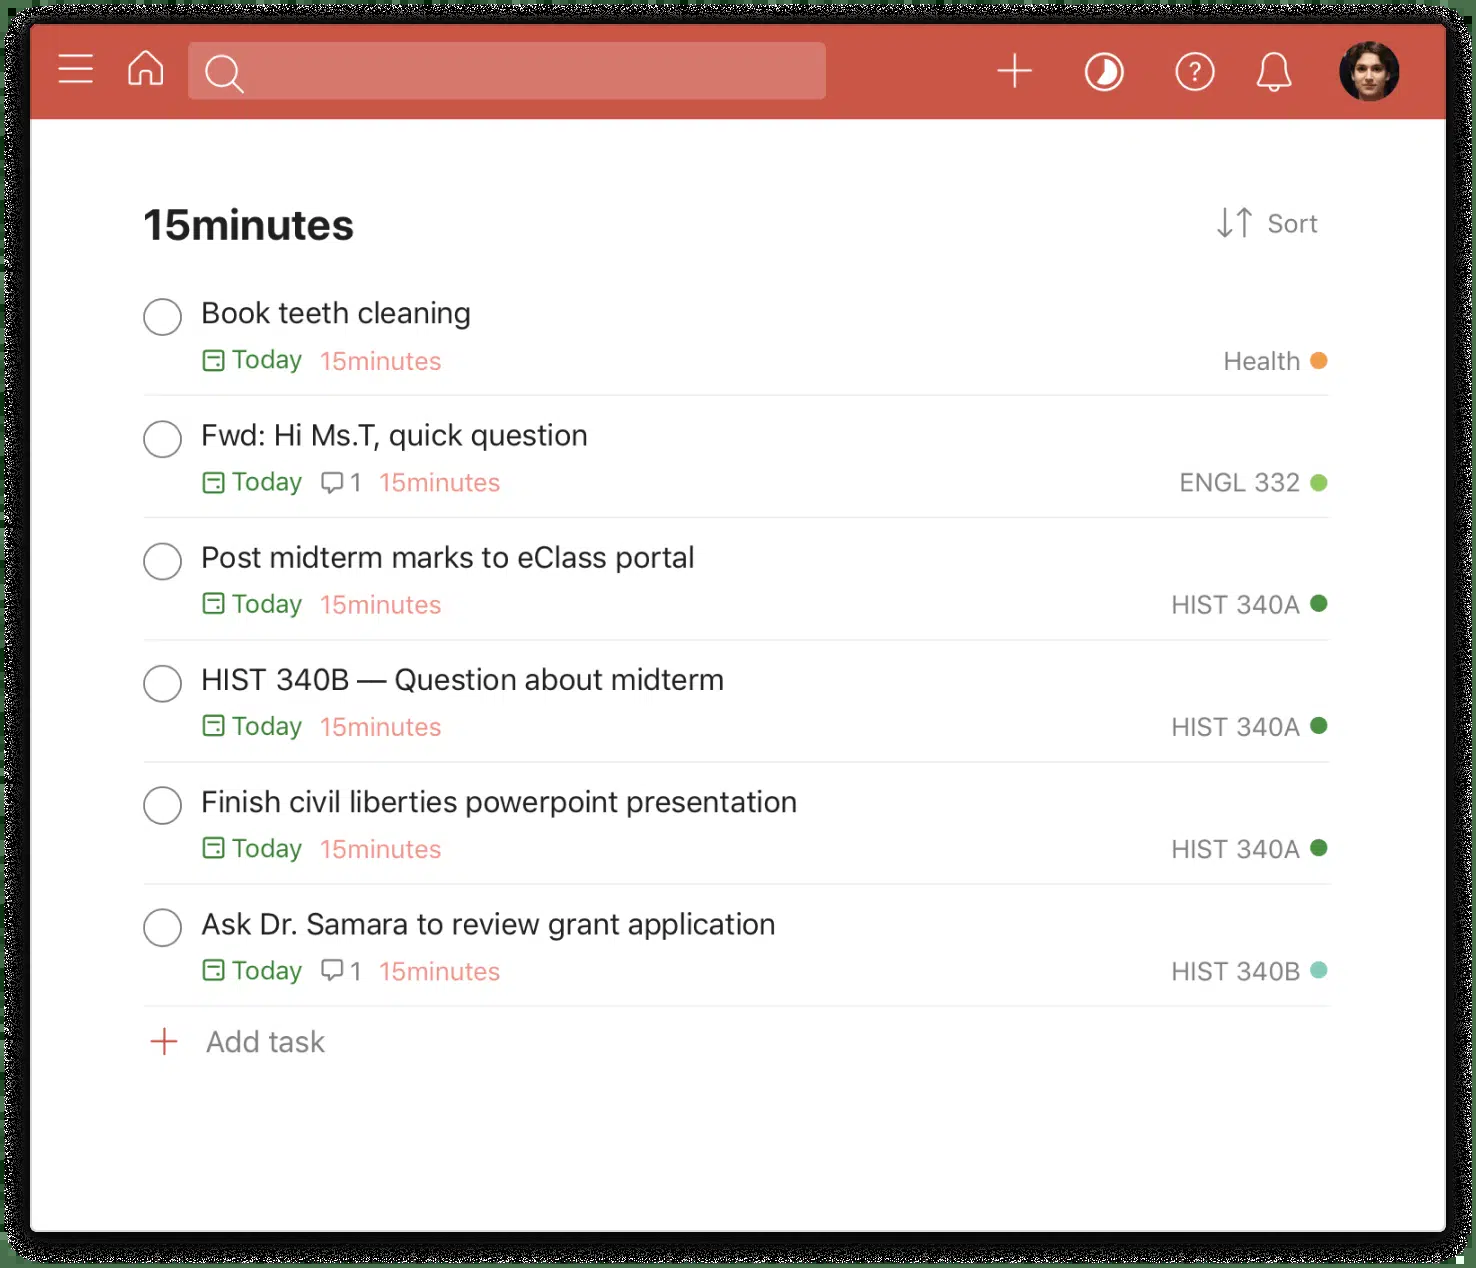 15minutes
Sort
Book teeth cleaning
Today 15minutes
Health
Fwd: Hi Ms.T, quick question
Today 1 15minutes
ENGL 332
Post midterm marks to eClass portal
Today 15minutes
HIST 340A
HIST 340B — Question about midterm
Today 15minutes
HIST 340A
Finish civil liberties powerpoint presentation
Today 15minutes
HIST 340A
Ask Dr. Samara to review grant application
Today 1 15minutes
HIST 340B
Add task